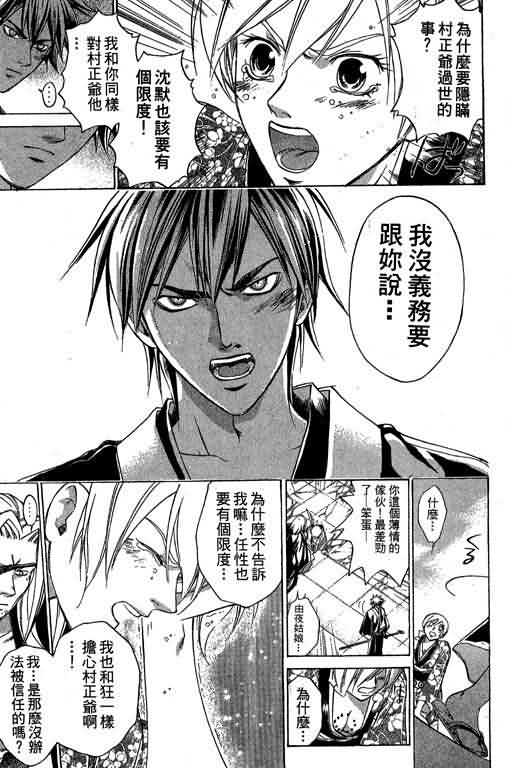 為什麼要隱瞞
村正爺過世的
事?
沈默也該要有
個限度!
我和你同樣
對村正爺他
…
…
我沒義務要
跟妳說…
什麼…
你這個薄情的
傢伙!最差勁
了!笨蛋—
由夜姑娘…
為什麼…
為什麼不告訴
我嘛…任性也
要有個限度…
我也和狂一樣
擔心村正爺啊
…!
…
我…是那麼沒辦
法被信任的嗎?